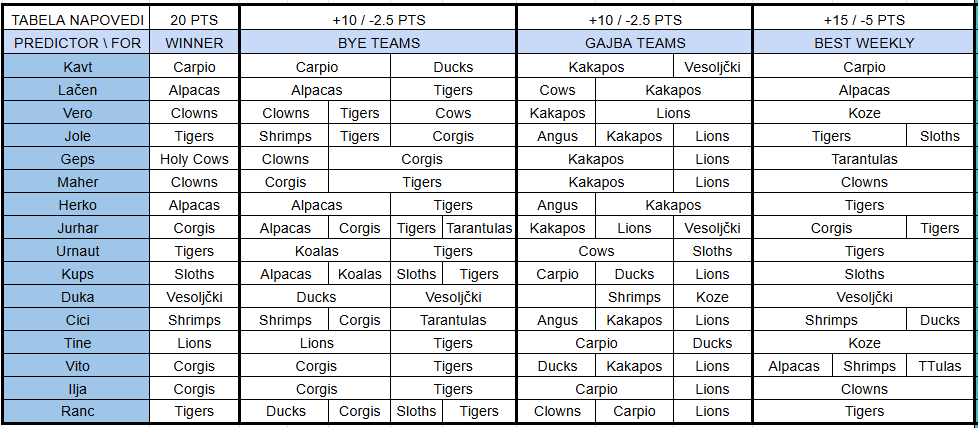 TABELA NAPOVEDI 20 PTS +10 / -2.5 PTS +10 / -2.5 PTS +15 / -5 PTS
PREDICTOR \ FOR WINNER BYE TEAMS GAJBA TEAMS BEST WEEKLY
Kavt Carpio Carpio Ducks Kakapos Vesoljčki Carpio
Lačen Alpacas Alpacas Tigers Cows Kakapos Alpacas
Vero Clowns Clowns Tigers Cows Kakapos Lions Koze
Jole Tigers Shrimps Tigers Corgis Angus Kakapos Lions Tigers Sloths
Geps Holy Cows Clowns Corgis Kakapos Lions Tarantulas
Maher Clowns Corgis Tigers Kakapos Lions Clowns
Herko Alpacas Alpacas Tigers Angus Kakapos Tigers
Jurhar Corgis Alpacas Corgis Tigers Tarantulas Kakapos Lions Vesoljčki Corgis Tigers
Urnaut Tigers Koalas Tigers Cows Sloths Tigers
Kups Sloths Alpacas Koalas Sloths Tigers Carpio Ducks Lions Sloths
Duka Vesoljčki Ducks Vesoljčki Shrimps Koze Vesoljčki
Cici Shrimps Shrimps Corgis Tarantulas Angus Kakapos Lions Shrimps Ducks
Tine Lions Lions Tigers Carpio Ducks Koze
Vito Corgis Corgis Tigers Ducks Kakapos Lions Alpacas Shrimps TTulas
Ilja Corgis Corgis Tigers Carpio Lions Clowns
Ranc Tigers Ducks Corgis Sloths Tigers Clowns Carpio Lions Tigers